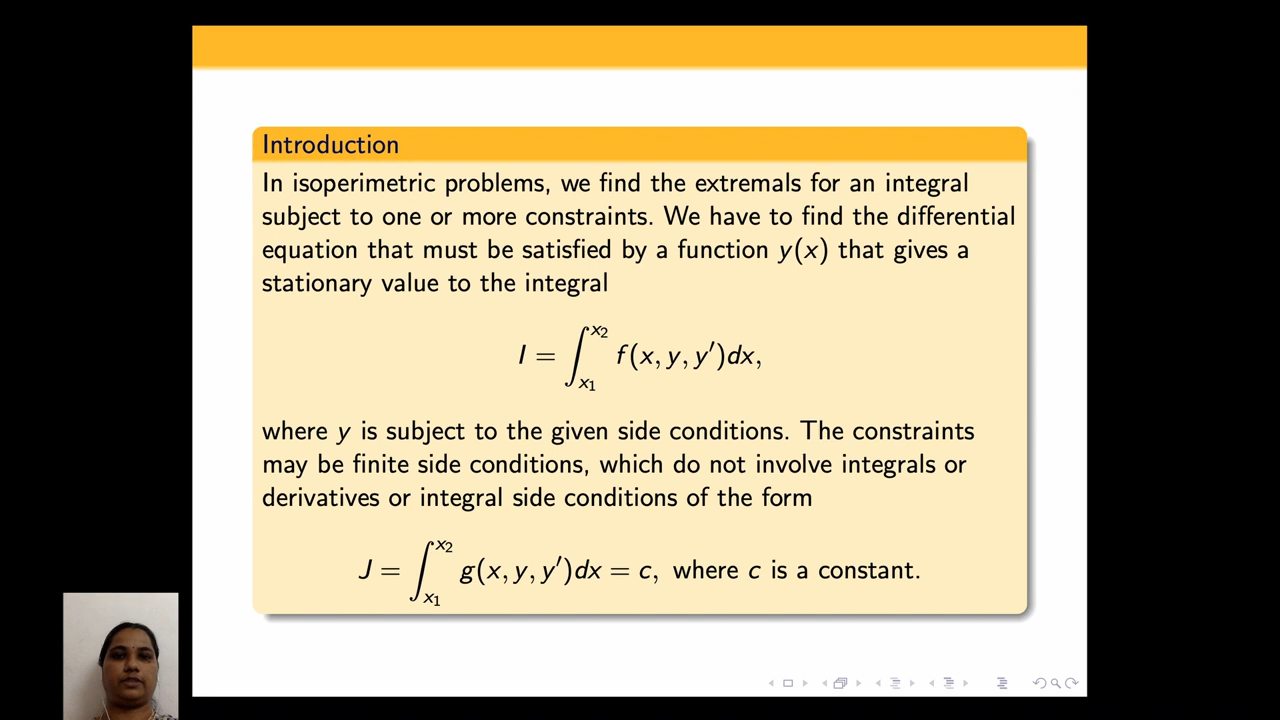 Introduction
In isoperimetric problems, we find the extremals for an integral
subject to one or more constraints. We have to find the differential
equation that must be satisfied by a function y(x) that gives a
stationary value to the integral
I = ∫_{x₁}^{x₂} f(x, y, y′)dx,
where y is subject to the given side conditions. The constraints
may be finite side conditions, which do not involve integrals or
derivatives or integral side conditions of the form
J = ∫_{x₁}^{x₂} g(x, y, y′)dx = c, where c is a constant.